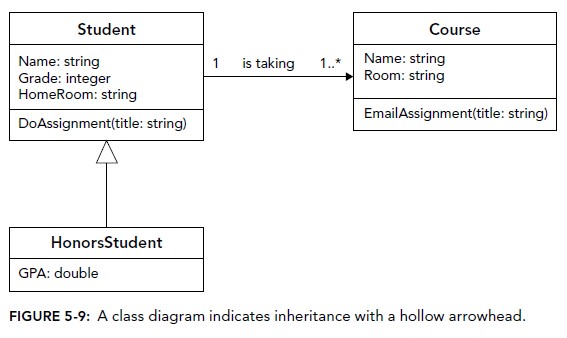 Student
Name: string
Grade: integer
HomeRoom: string
DoAssignment(title: string)
1 is taking 1..*
Course
Name: string
Room: string
EmailAssignment(title: string)
HonorsStudent
GPA: double
FIGURE 5-9: A class diagram indicates inheritance with a hollow arrowhead.